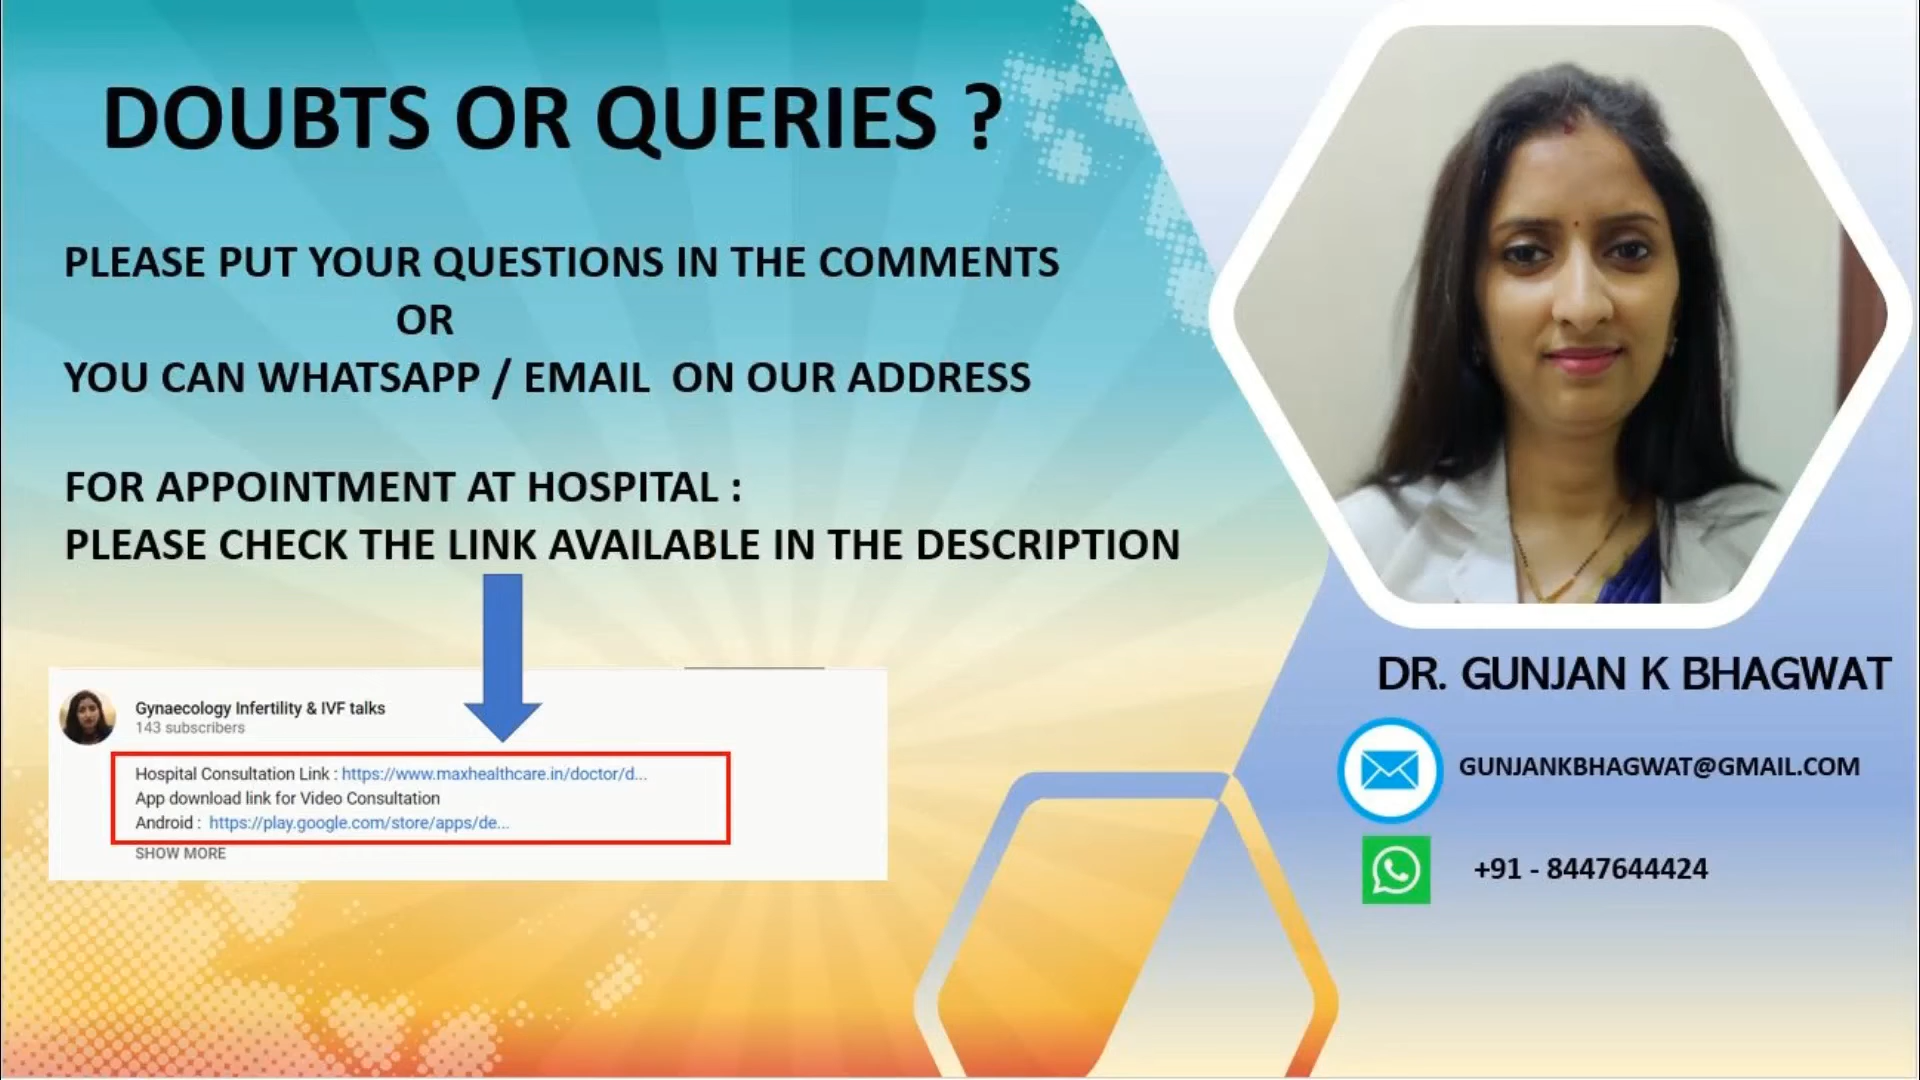 DOUBTS OR QUERIES ?
PLEASE PUT YOUR QUESTIONS IN THE COMMENTS
OR
YOU CAN WHATSAPP / EMAIL ON OUR ADDRESS
FOR APPOINTMENT AT HOSPITAL :
PLEASE CHECK THE LINK AVAILABLE IN THE DESCRIPTION
Gynaecology Infertility & IVF talks
143 subscribers
Hospital Consultation Link : https://www.maxhealthcare.in/doctor/d...
App download link for Video Consultation
Android : https://play.google.com/store/apps/de...
SHOW MORE
DR. GUNJAN K BHAGWAT
GUNJANKBHAGWAT@GMAIL.COM
+91 - 8447644424